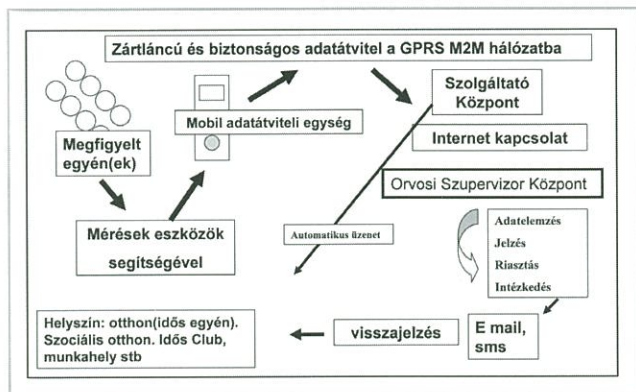 Zártláncú és biztonságos adatátvitel a GPRS M2M hálózatba
Megfigyelt
egyén(ek)
Mobil adatátviteli egység
Szolgáltató
Központ
Internet kapcsolat
Orvosi Szupervizor Központ
Mérések eszközök
segítségével
Automatikus üzenet
Adatelemzés
Jelzés
Riasztás
Intézkedés
Helyszín: otthon(idős egyén).
Szociális otthon. Idős Club,
munkahely stb
visszajelzés
E mail,
sms